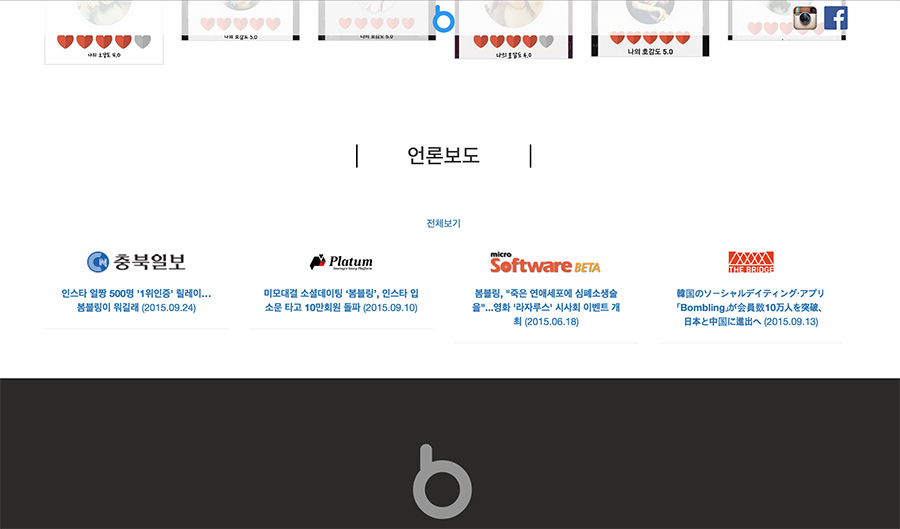 나의 호감도 4.0
나의 호감도 5.0
나의 호감도 5.0
나의 호감도 4.0
나의 호감도 5.0
언론보도
전체보기
충북일보
인스타 얼짱 500명 '1위인증' 릴레이...
봄블링이 뭐길래 (2015.09.24)
Platum
Startup's Story Platform
미모대결 소셜데이팅 '봄블링', 인스타 입
소문 타고 10만회원 돌파 (2015.09.10)
micro
Software BETA
봄블링, "죽은 연애세포에 심폐소생술
을"...영화 '라자루스' 시사회 이벤트 개
최 (2015.06.18)
THE BRIDGE
韓国のソーシャルデイティング·アプリ
「Bombling」が会員数10万人を突破、
日本と中国に進出へ (2015.09.13)